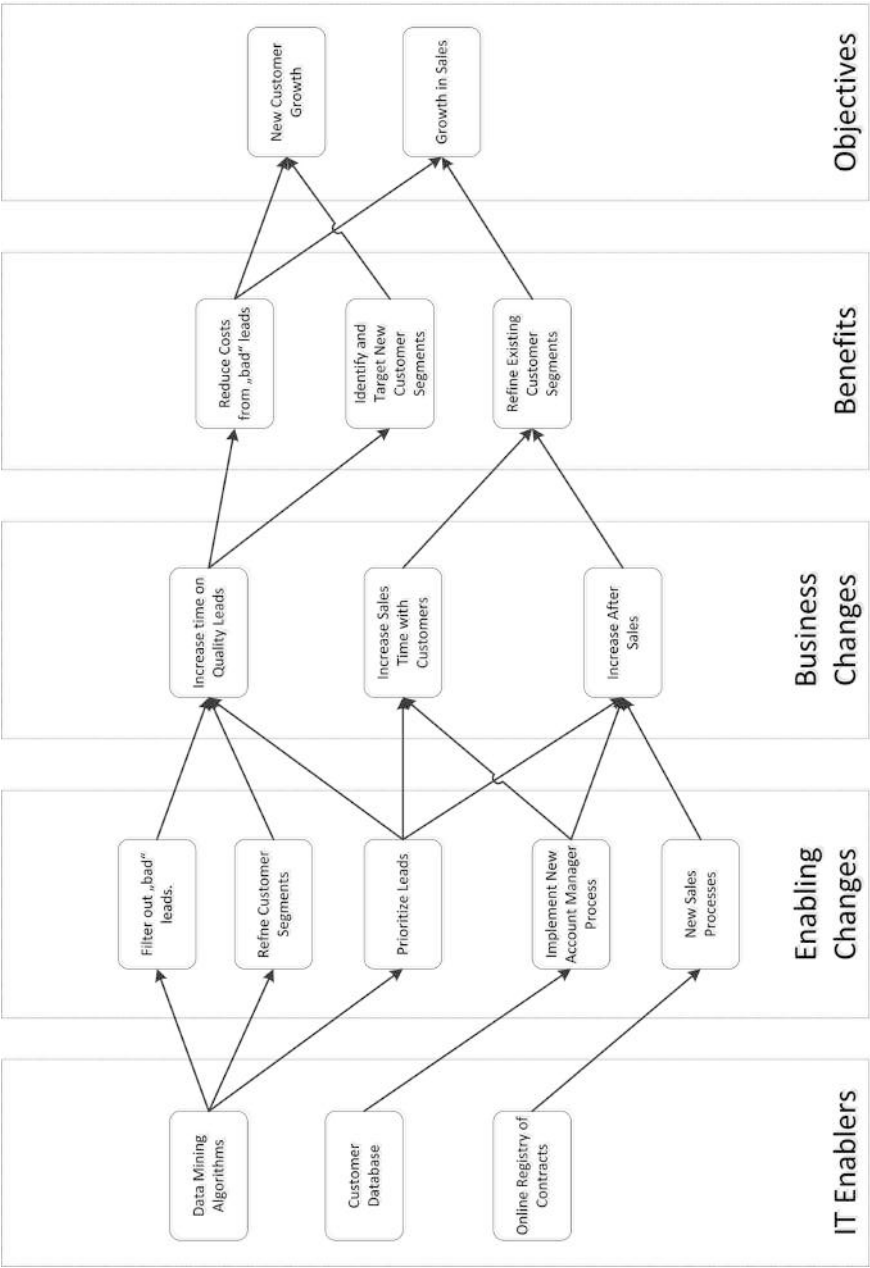 Data Mining
Algorithms
Customer
Database
Online Registry of
Contracts
IT Enablers
Filter out „bad“
leads.
Refne Customer
Segments
Prioritize Leads
Implement New
Account Manager
Process
New Sales
Processes
Enabling
Changes
Increase time on
Quality Leads
Increase Sales
Time with
Customers
Increase After
Sales
Business
Changes
Reduce Costs
from „bad“ leads
Identify and
Target New
Customer
Segments
Refine Existing
Customer
Segments
Benefits
New Customer
Growth
Growth in Sales
Objectives